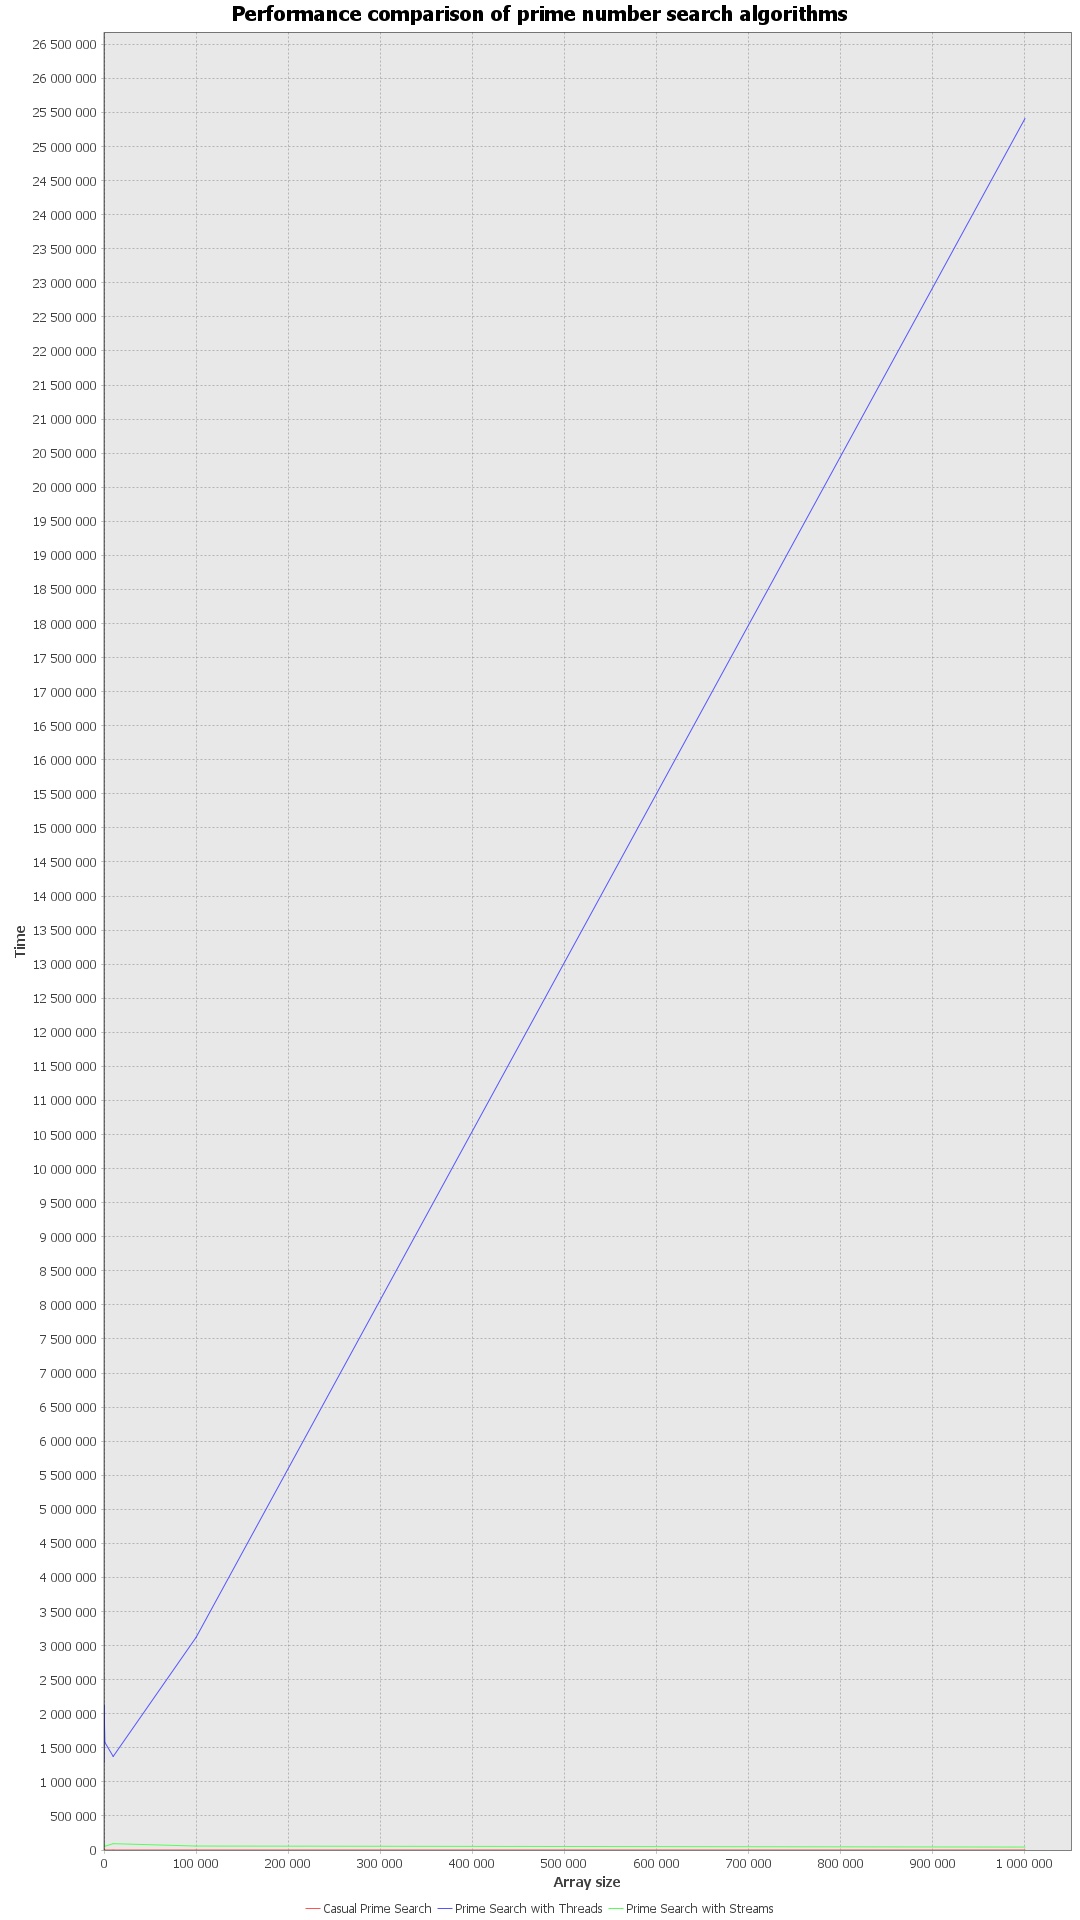 Performance comparison of prime number search algorithms
26 500 000
26 000 000
25 500 000
25 000 000
24 500 000
24 000 000
23 500 000
23 000 000
22 500 000
22 000 000
21 500 000
21 000 000
20 500 000
20 000 000
19 500 000
19 000 000
18 500 000
18 000 000
17 500 000
17 000 000
16 500 000
16 000 000
15 500 000
15 000 000
14 500 000
14 000 000
13 500 000
13 000 000
12 500 000
12 000 000
11 500 000
11 000 000
10 500 000
10 000 000
9 500 000
9 000 000
8 500 000
8 000 000
7 500 000
7 000 000
6 500 000
6 000 000
5 500 000
5 000 000
4 500 000
4 000 000
3 500 000
3 000 000
2 500 000
2 000 000
1 500 000
1 000 000
500 000
0
Time
0 100 000 200 000 300 000 400 000 500 000 600 000 700 000 800 000 900 000 1 000 000
Array size
Casual Prime Search Prime Search with Threads Prime Search with Streams